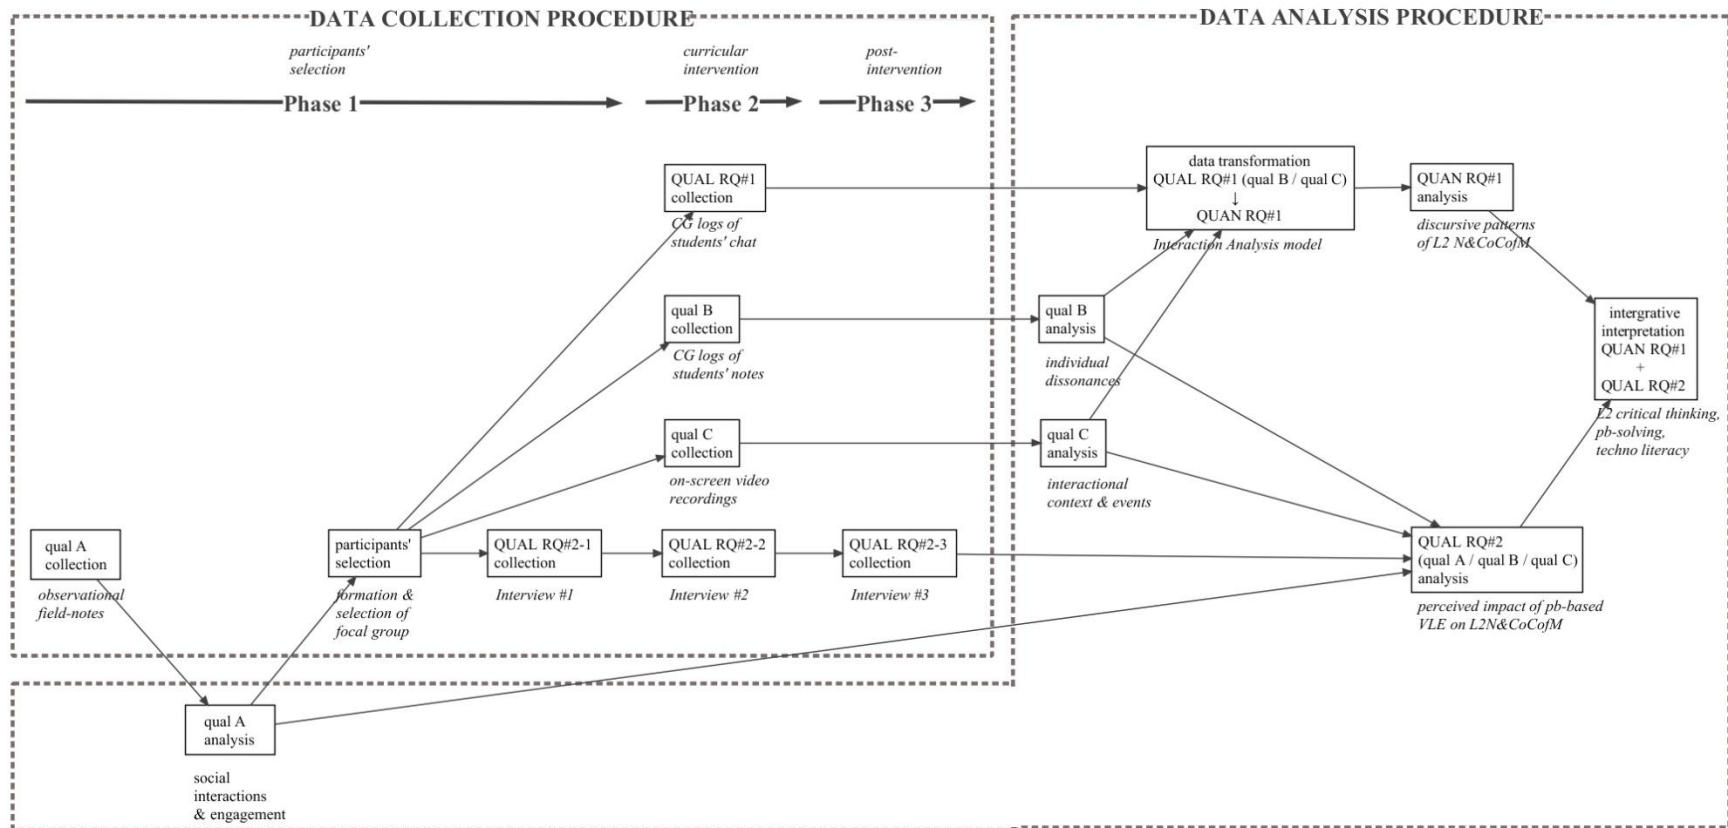 DATA COLLECTION PROCEDURE
DATA ANALYSIS PROCEDURE
participants'
selection
curricular
intervention
post-
intervention
Phase 1
Phase 2
Phase 3
QUAL RQ#1
collection
CG logs of
students' chat
data transformation
QUAL RQ#1 (qual B / qual C)
↓
QUAN RQ#1
Interaction Analysis model
QUAN RQ#1
analysis
discursive patterns
of L2 N&CoCofM
qual B
collection
CG logs of
students' notes
qual B
analysis
individual
dissonances
intergrative
interpretation
QUAN RQ#1
+
QUAL RQ#2
L2 critical thinking,
pb-solving,
techno literacy
qual C
collection
on-screen video
recordings
qual C
analysis
interactional
context & events
qual A
collection
observational
field-notes
participants'
selection
formation &
selection of
focal group
QUAL RQ#2-1
collection
Interview #1
QUAL RQ#2-2
collection
Interview #2
QUAL RQ#2-3
collection
Interview #3
QUAL RQ#2
(qual A / qual B / qual C)
analysis
perceived impact of pb-based
VLE on L2N&CoCofM
qual A
analysis
social
interactions
& engagement